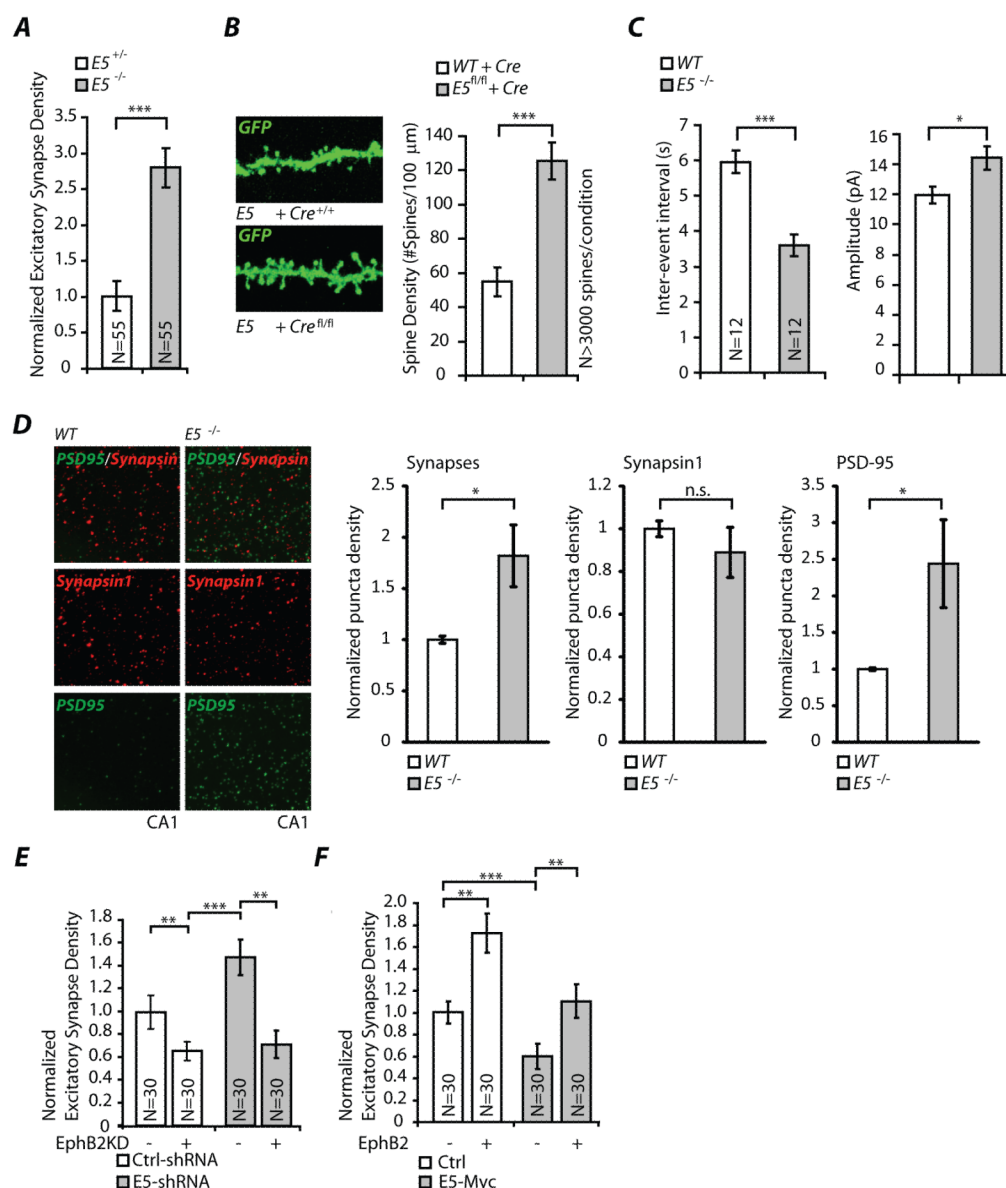 A
E5 +/-
E5 -/-
Normalized Excitatory Synapse Density
3.5
3.0
2.5
2.0
1.5
1.0
0.5
0
***
N=55
N=55
B
GFP
E5 + Cre+/+
GFP
E5 + Cre fl/fl
WT + Cre
E5fl/fl + Cre
Spine Density (#Spines/100 μm)
140
120
100
80
60
40
20
0
***
N>3000 spines/condition
C
WT
E5 -/-
Inter-event interval (s)
8
7
6
5
4
3
2
1
0
***
N=12
N=12
Amplitude (pA)
18
16
14
12
10
8
6
4
2
0
*
D
WT
E5 -/-
PSD95/Synapsin
PSD95/Synapsin
Synapsin1
Synapsin1
PSD95
PSD95
CA1
CA1
Synapses
Normalized puncta density
2.5
2
1.5
1
0.5
0
*
WT
E5 -/-
Synapsin1
Normalized puncta density
1.2
1
0.8
0.6
0.4
0.2
0
n.s.
WT
E5 -/-
PSD-95
Normalized puncta density
3.5
3
2.5
2
1.5
1
0.5
0
*
WT
E5 -/-
E
Normalized
Excitatory Synapse Density
1.8
1.6
1.4
1.2
1.0
0.8
0.6
0.4
0.2
0
**
***
**
N=30
N=30
N=30
N=30
EphB2KD - + - +
Ctrl-shRNA
E5-shRNA
F
Normalized
Excitatory Synapse Density
2.0
1.8
1.6
1.4
1.2
1.0
0.8
0.6
0.4
0.2
0
***
**
**
N=30
N=30
N=30
N=30
EphB2 - + - +
Ctrl
E5-Myc